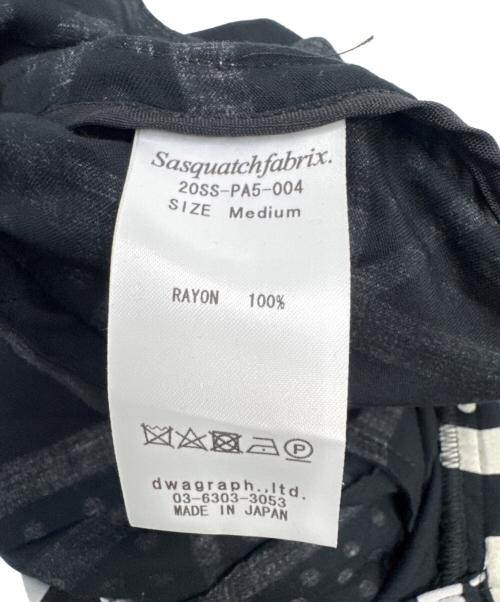 Sasquatchfabrix.
20SS-PA5-004
SIZE Medium
RAYON 100%
P
dwagraph.,ltd.
03-6303-3053
MADE IN JAPAN